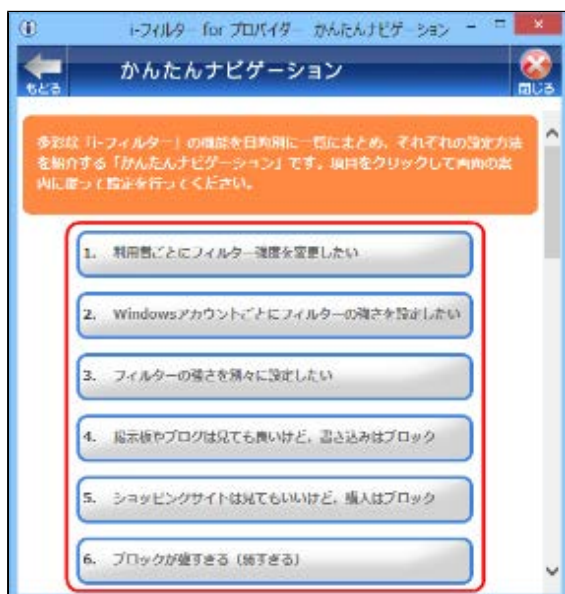 i-フィルター for プロバイダー かんたんナビゲーション
もどる
かんたんナビゲーション
閉じる
多彩な「i-フィルター」の機能を目的別に一覧にまとめ、それぞれの設定方法
を紹介する「かんたんナビゲーション」です。項目をクリックして画面の案
内に従って設定を行ってください。
1. 利用者ごとにフィルター強度を変更したい
2. Windowsアカウントごとにフィルターの強さを設定したい
3. フィルターの強さを別々に設定したい
4. 掲示板やブログは見ても良いけど、書き込みはブロック
5. ショッピングサイトは見てもいいけど、購入はブロック
6. ブロックが強すぎる（弱すぎる）